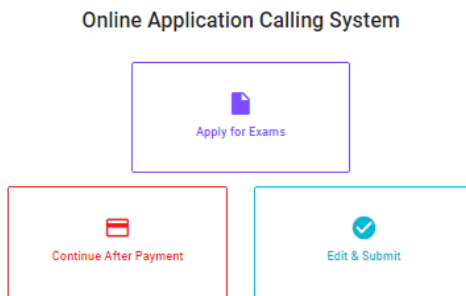 Online Application Calling System
Apply for Exams
Continue After Payment
Edit & Submit